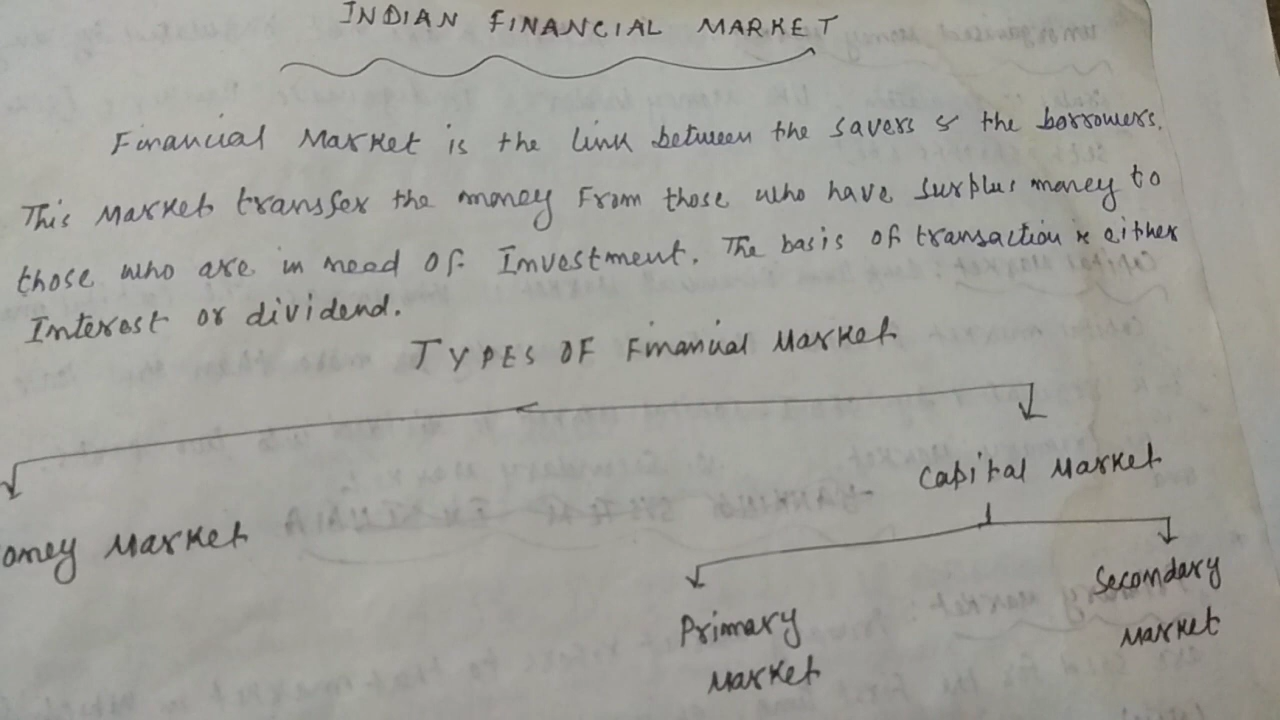 INDIAN FINANCIAL MARKET
Financial Market is the link between the savers & the borrowers.
This Market transfer the money From those who have surplus money to
those who are in need OF Investment. The basis of transaction is either
Interest or dividend.
TYPES OF Financial Market
oney Market
Capital Market
Primary
Market
Secondary
Market